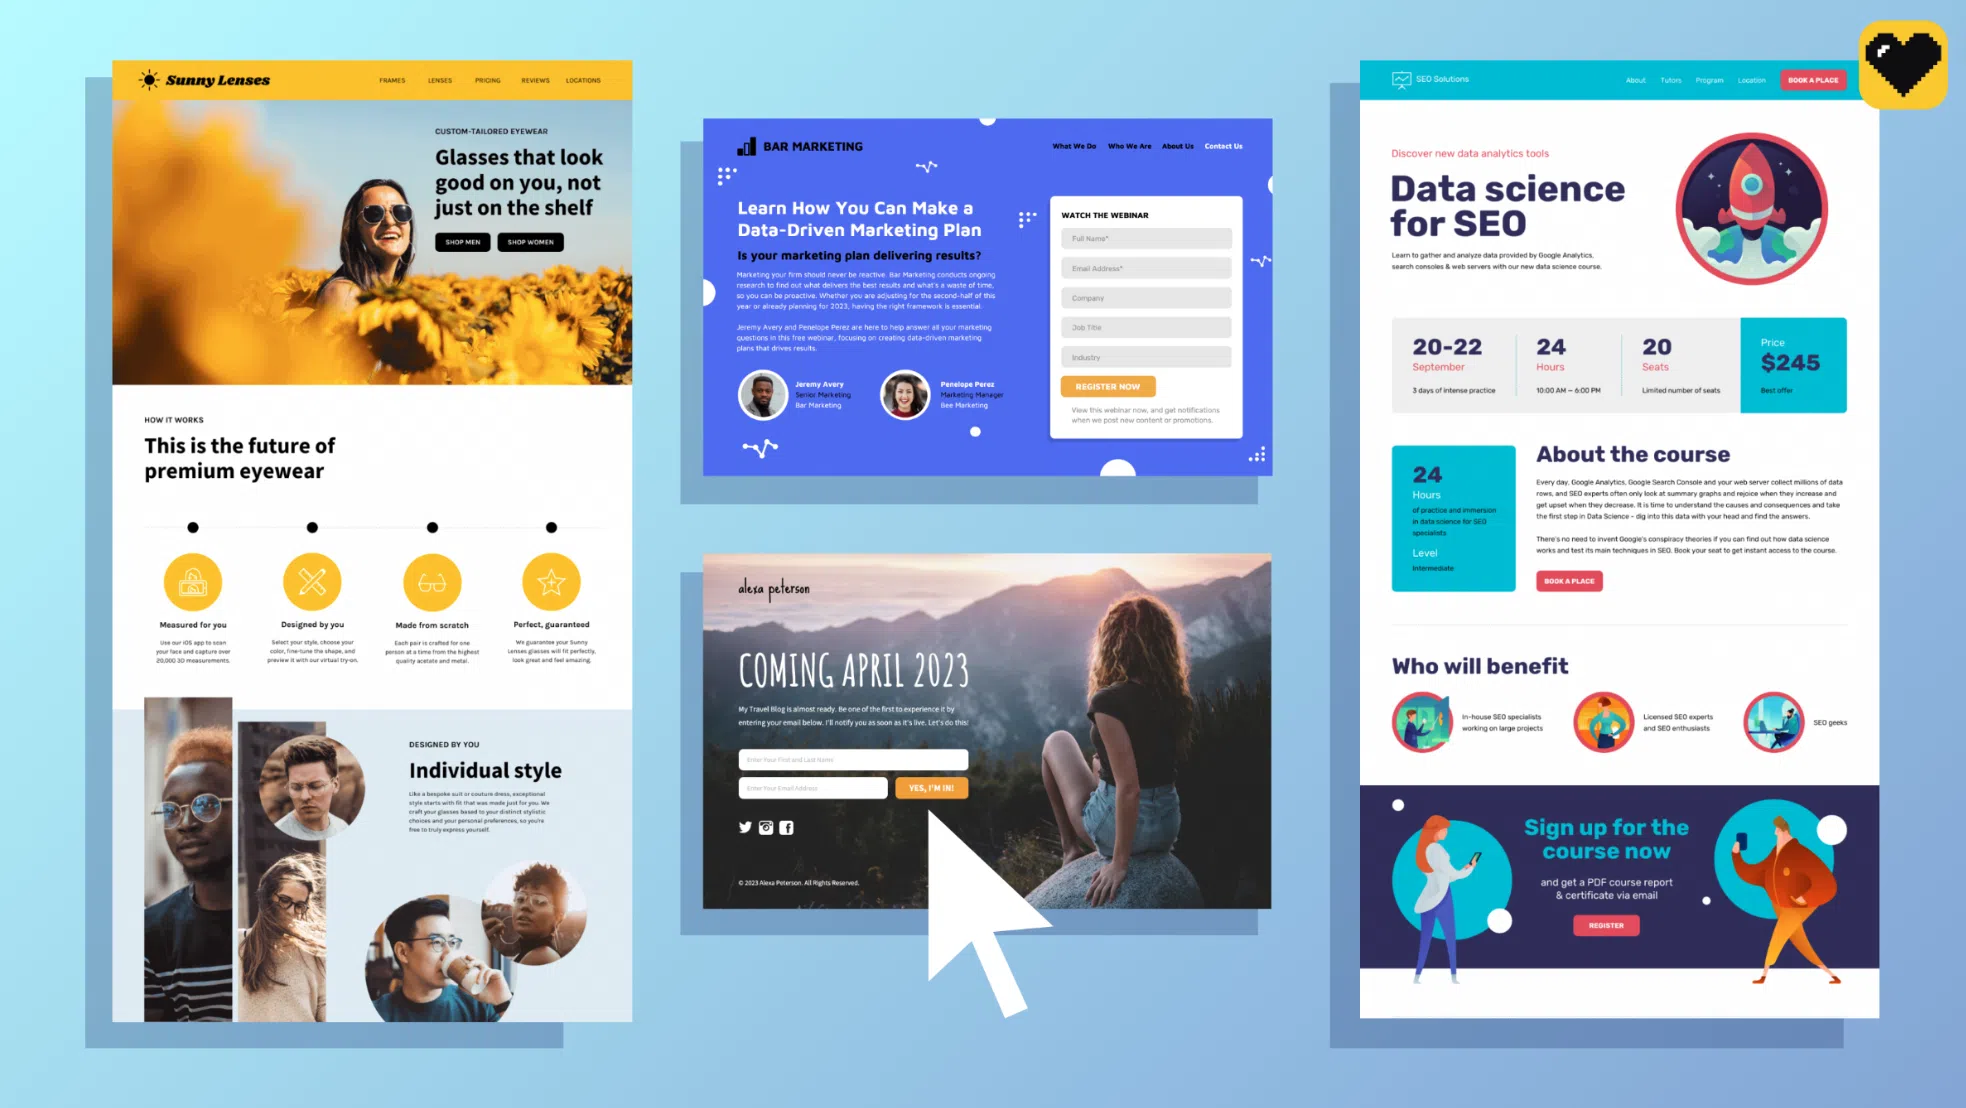 Sunny Lenses
FRAMES LENSES PRICING REVIEWS LOCATIONS
CUSTOM-TAILORED EYEWEAR
Glasses that look
good on you, not
just on the shelf
SHOP MEN SHOP WOMEN
HOW IT WORKS
This is the future of
premium eyewear
Measured for you
Use our iOS app to scan
your face and capture over
20,000 3D measurements.
Designed by you
Select your style, choose your
color, fine-tune the shape, and
preview it with our virtual try-on.
Made from scratch
Each pair is crafted for one
person at a time from the highest
quality acetate and metal.
Perfect, guaranteed
We guarantee your Sunny
Lenses glasses will fit perfectly,
look great and feel amazing.
DESIGNED BY YOU
Individual style
Like a bespoke suit or couture dress, exceptional
style starts with fit that was made just for you. We
craft your glasses based to your distinct stylistic
choices and your personal preferences, so you're
free to truly express yourself.
BAR MARKETING
What We Do Who We Are About Us Contact Us
Learn How You Can Make a
Data-Driven Marketing Plan
Is your marketing plan delivering results?
Marketing your firm should never be reactive. Bar Marketing conducts ongoing
research to find out what delivers the best results and what's a waste of time,
so you can be proactive. Whether you are adjusting for the second-half of this
year or already planning for 2023, having the right framework is essential.
Jeremy Avery and Penelope Perez are here to help answer all your marketing
questions in this free webinar, focusing on creating data-driven marketing
plans that drives results.
Jeremy Avery
Senior Marketing
Bar Marketing
Penelope Perez
Marketing Manager
Bee Marketing
WATCH THE WEBINAR
Full Name*
Email Address*
Company
Job Title
Industry
REGISTER NOW
View this webinar now, and get notifications
when we post new content or promotions.
alexa peterson
COMING APRIL 2023
My Travel Blog is almost ready. Be one of the first to experience it by
entering your email below. I'll notify you as soon as it's live. Let's do this!
Enter Your First and Last Name
Enter Your Email Address
YES, I'M IN!
© 2023 Alexa Peterson. All Rights Reserved.
SEO Solutions
About Tutors Program Location BOOK A PLACE
Discover new data analytics tools
Data science
for SEO
Learn to gather and analyze data provided by Google Analytics,
search consoles & web servers with our new data science course.
20-22
September
3 days of intense practice
24
Hours
10:00 AM — 6:00 PM
20
Seats
Limited number of seats
Price
$245
Best offer
24
Hours
of practice and immersion
in data science for SEO
specialists
Level
Intermediate
About the course
Every day, Google Analytics, Google Search Console and your web server collect millions of data
rows, and SEO experts often only look at summary graphs and rejoice when they increase and
get upset when they decrease. It is time to understand the causes and consequences and take
the first step in Data Science – dig into this data with your head and find the answers.
There's no need to invent Google's conspiracy theories if you can find out how data science
works and test its main techniques in SEO. Book your seat to get instant access to the course.
BOOK A PLACE
Who will benefit
In-house SEO specialists
working on large projects
Licensed SEO experts
and SEO enthusiasts
SEO geeks
Sign up for the
course now
and get a PDF course report
& certificate via email
REGISTER